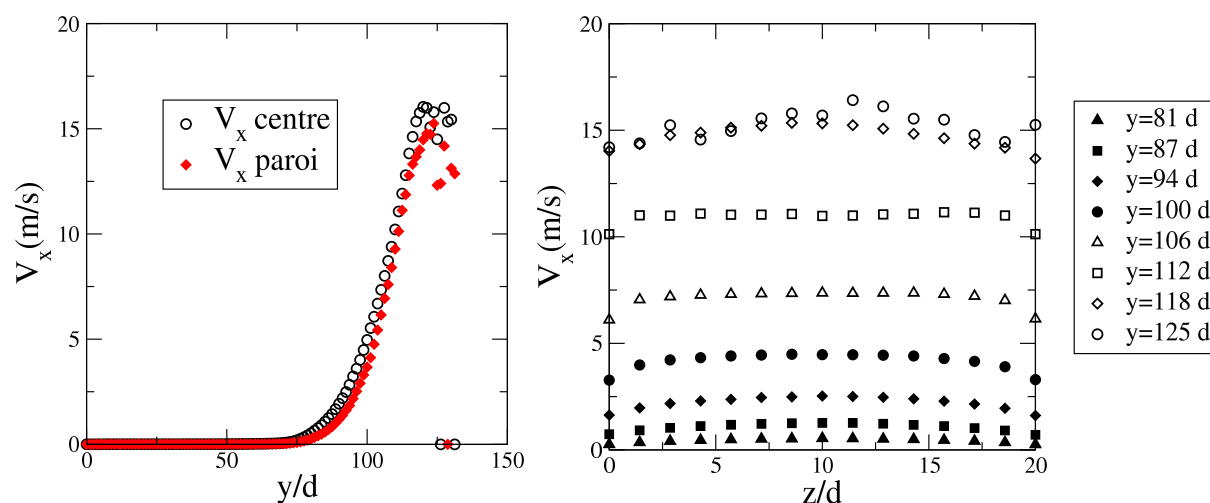 20
15
10
5
0
V_x(m/s)
V_x centre
V_x paroi
0
50
100
150
y/d
20
15
10
5
0
V_x(m/s)
0
5
10
15
20
z/d
y=81 d
y=87 d
y=94 d
y=100 d
y=106 d
y=112 d
y=118 d
y=125 d